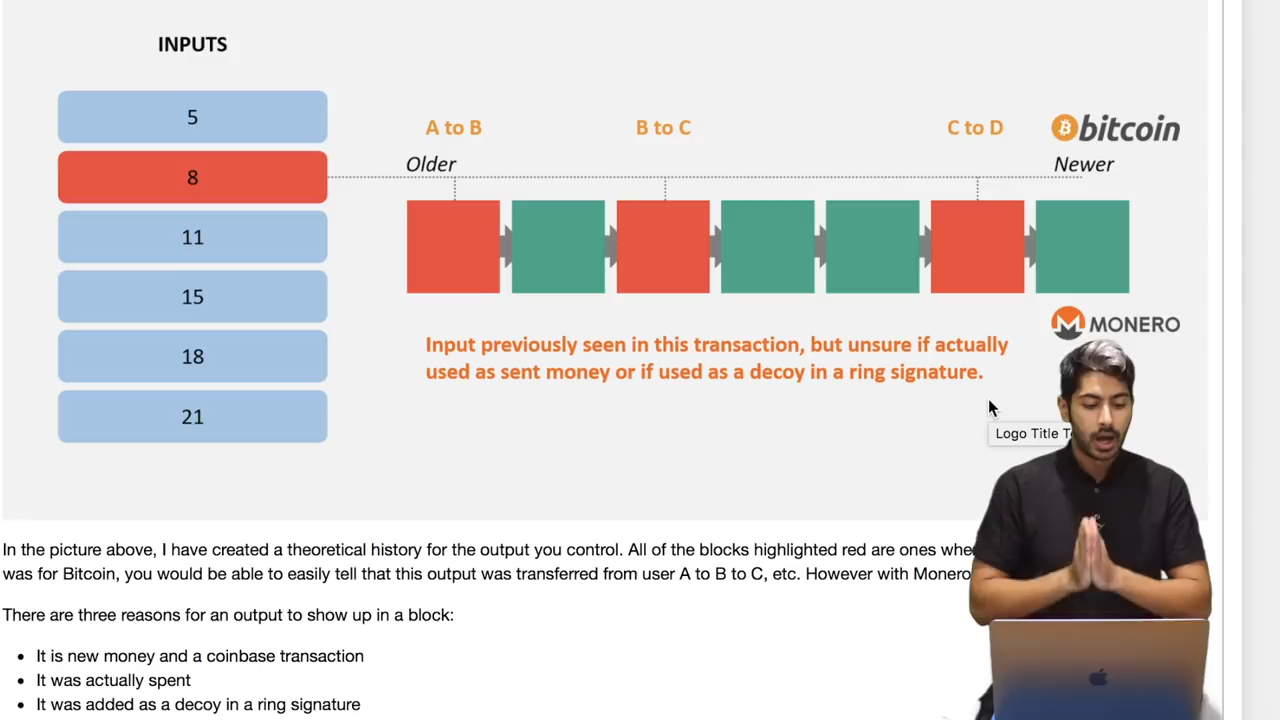 INPUTS
5
8
11
15
18
21
A to B
B to C
C to D
bitcoin
Older
Newer
MONERO
Input previously seen in this transaction, but unsure if actually
used as sent money or if used as a decoy in a ring signature.
Logo Title
In the picture above, I have created a theoretical history for the output you control. All of the blocks highlighted red are ones
was for Bitcoin, you would be able to easily tell that this output was transferred from user A to B to C, etc. However with Monero
There are three reasons for an output to show up in a block:
• It is new money and a coinbase transaction
• It was actually spent
• It was added as a decoy in a ring signature